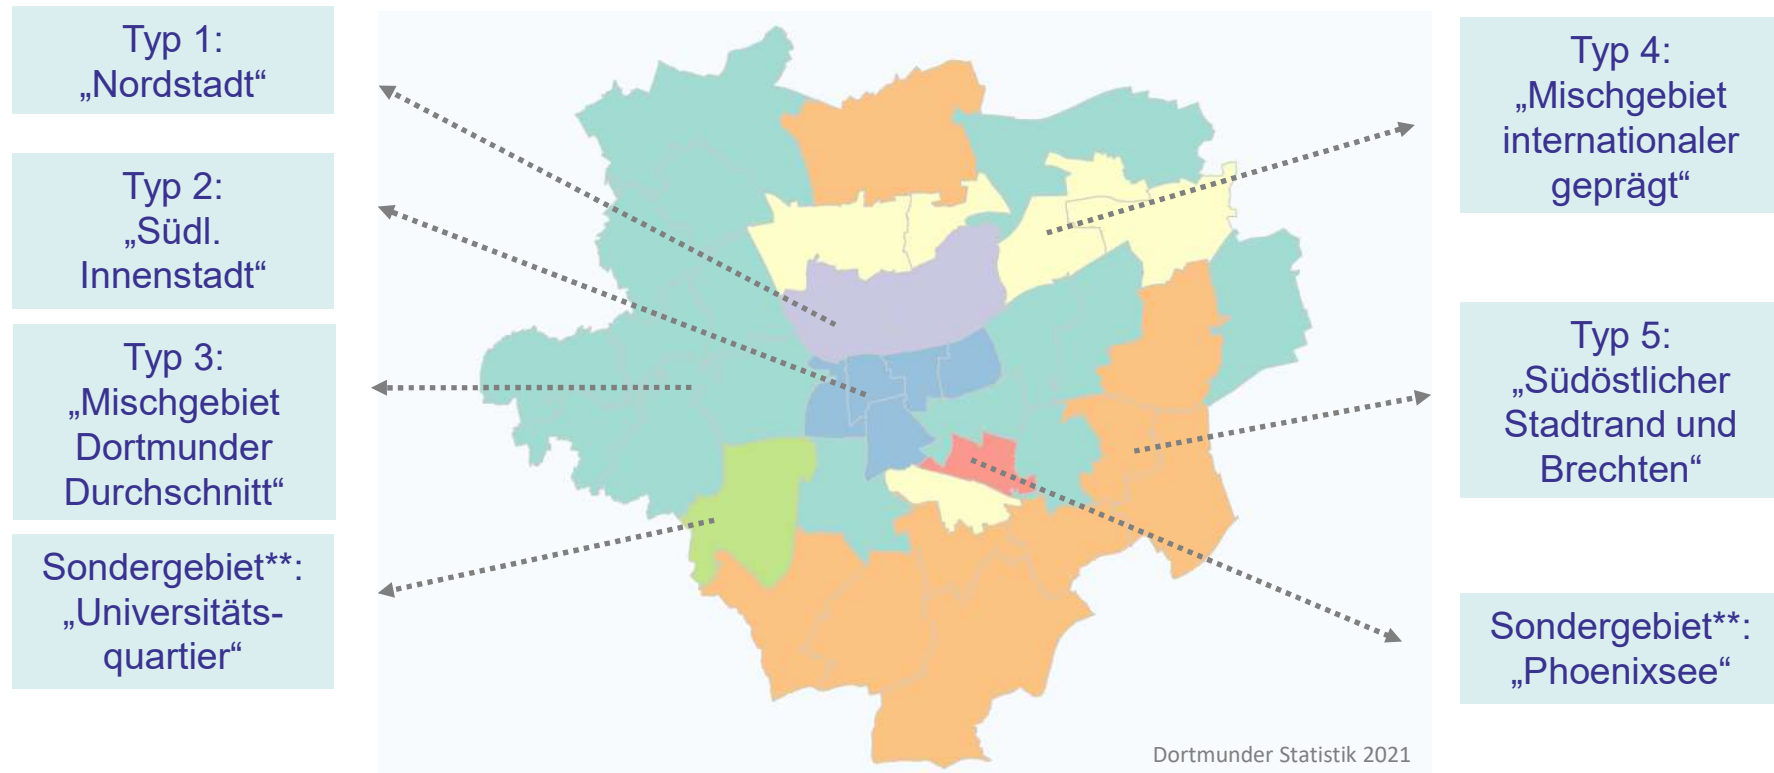 Typ 1:
„Nordstadt“
Typ 2:
„Südl.
Innenstadt“
Typ 3:
„Mischgebiet
Dortmunder
Durchschnitt“
Sondergebiet**:
„Universitäts-
quartier“
Typ 4:
„Mischgebiet
internationaler
geprägt“
Typ 5:
„Südöstlicher
Stadtrand und
Brechten“
Sondergebiet**:
„Phoenixsee“
Dortmunder Statistik 2021